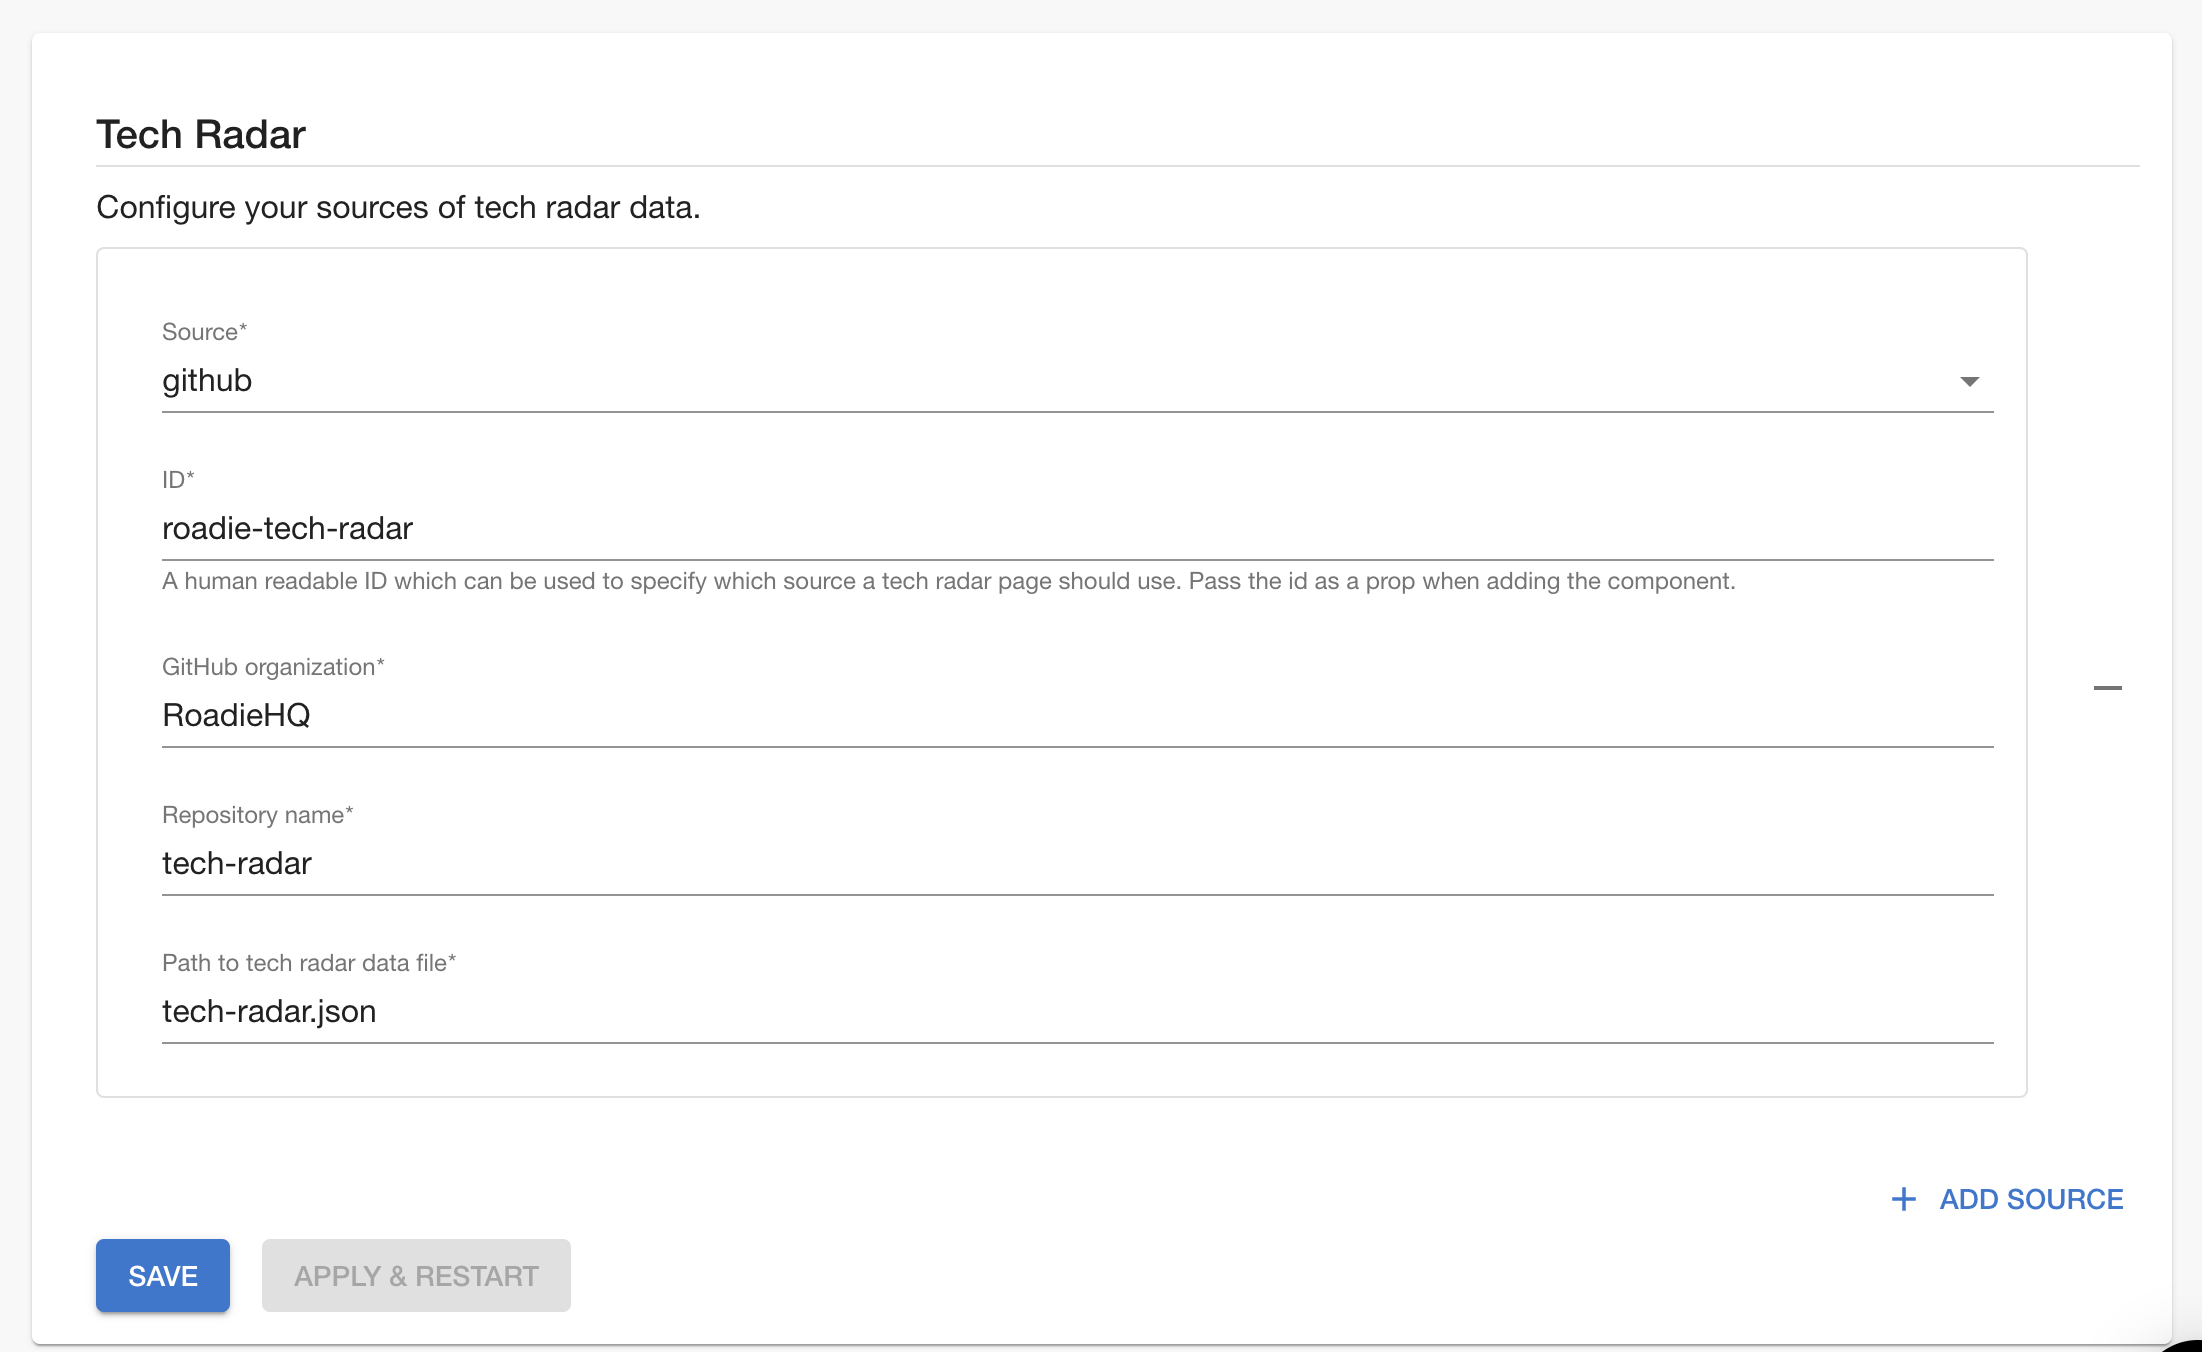 Tech Radar
Configure your sources of tech radar data.
Source*
github
ID*
roadie-tech-radar
A human readable ID which can be used to specify which source a tech radar page should use. Pass the id as a prop when adding the component.
GitHub organization*
RoadieHQ
Repository name*
tech-radar
Path to tech radar data file*
tech-radar.json
ADD SOURCE
SAVE
APPLY & RESTART